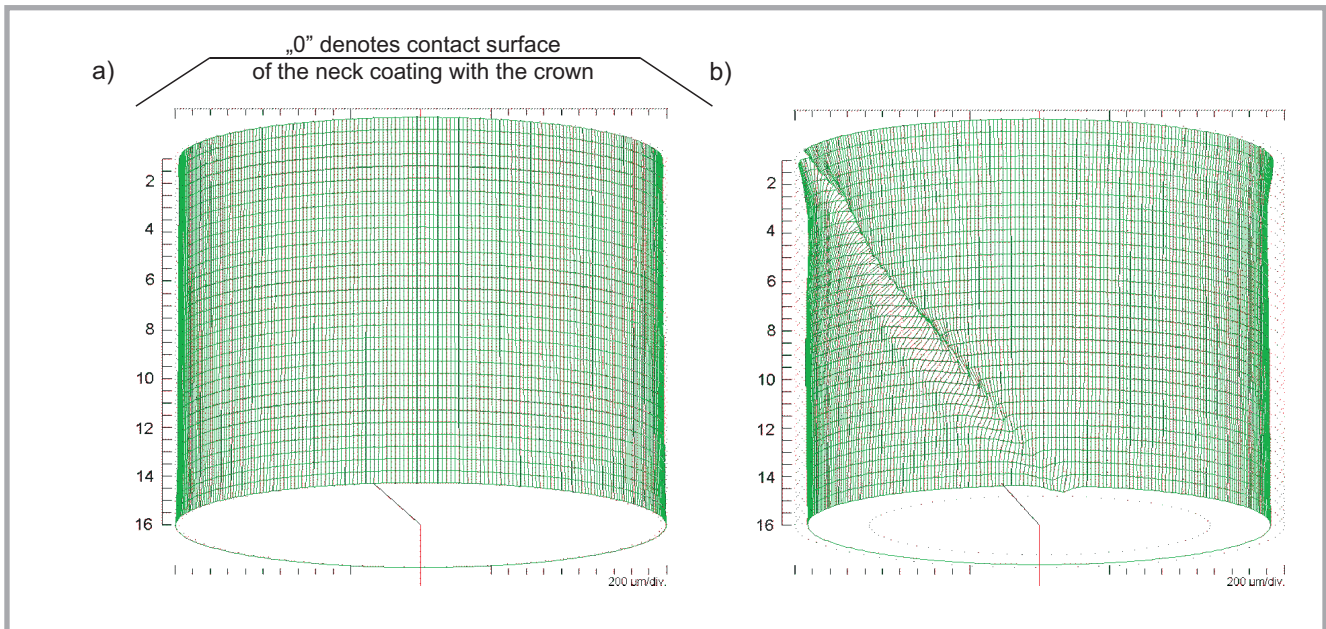 „0” denotes contact surface
of the neck coating with the crown
a)
b)
2
4
6
8
10
12
14
16
200 µm/div.
2
4
6
8
10
12
14
16
200 µm/div.